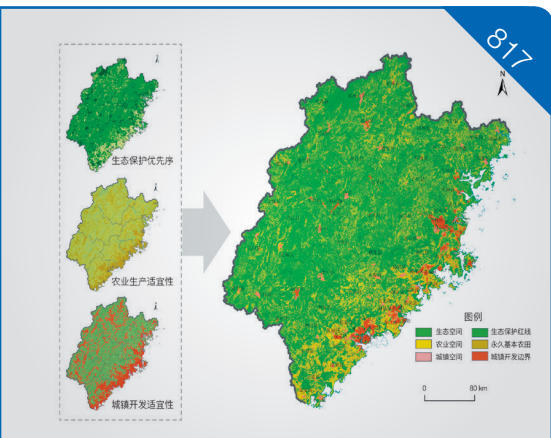 817
N
生态保护优先序
农业生产适宜性
城镇开发适宜性
图例
生态空间
生态保护红线
农业空间
永久基本农田
城镇空间
城镇开发边界
0 80 km